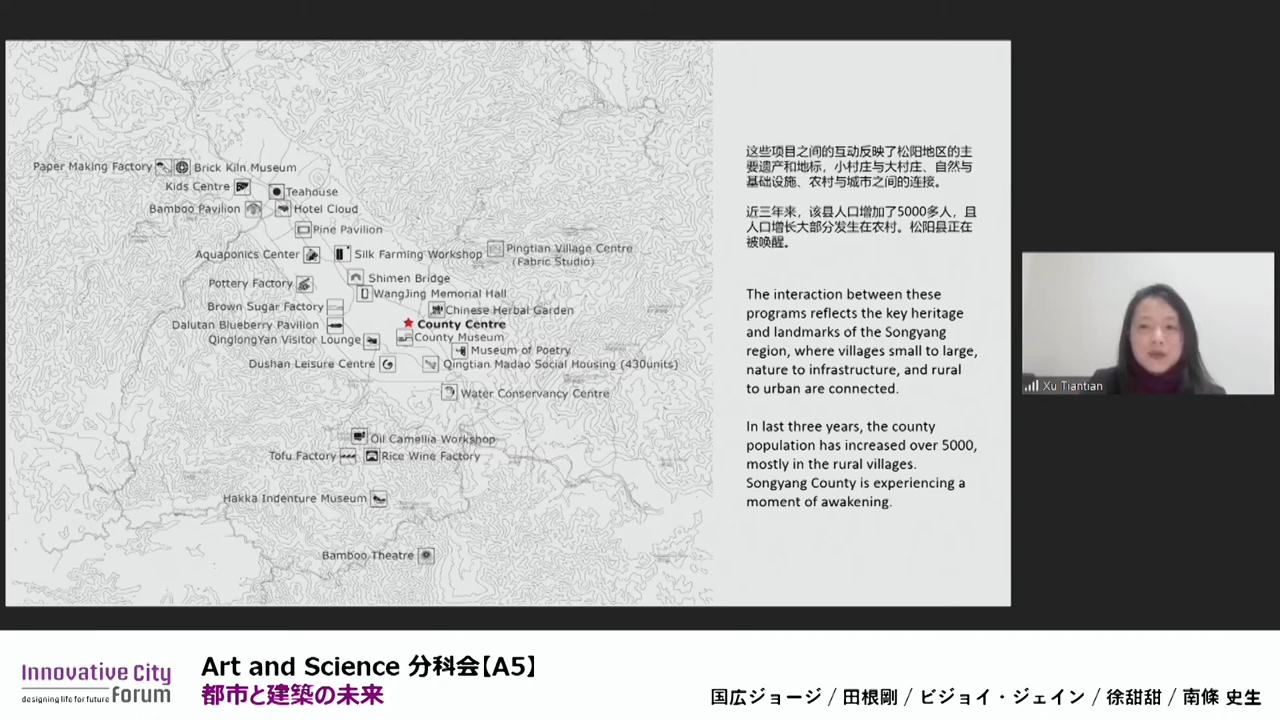 Paper Making Factory
Brick Kiln Museum
Kids Centre
Teahouse
Bamboo Pavilion
Hotel Cloud
Pine Pavilion
Aquaponics Center
Silk Farming Workshop
Pingtian Village Centre
(Fabric Studio)
Shimen Bridge
Pottery Factory
WangJing Memorial Hall
Brown Sugar Factory
Chinese Herbal Garden
Dalutan Blueberry Pavilion
County Centre
QinglongYan Visitor Lounge
County Museum
Museum of Poetry
Dushan Leisure Centre
Qingtian Madao Social Housing (430units)
Water Conservancy Centre
Oil Camellia Workshop
Tofu Factory
Rice Wine Factory
Hakka Indenture Museum
Bamboo Theatre
这些项目之间的互动反映了松阳地区的主
要遗产和地标，小村庄与大村庄、自然与
基础设施、农村与城市之间的连接。
近三年来，该县人口增加了5000多人，且
人口增长大部分发生在农村。松阳县正在
被唤醒。
The interaction between these
programs reflects the key heritage
and landmarks of the Songyang
region, where villages small to large,
nature to infrastructure, and rural
to urban are connected.
In last three years, the county
population has increased over 5000,
mostly in the rural villages.
Songyang County is experiencing a
moment of awakening.
Xu Tiantian
Innovative City
designing life for future Forum
Art and Science 分科会【A5】
都市と建築の未来
国広ジョージ / 田根剛 / ビジョイ・ジェイン / 徐甜甜 / 南條 史生